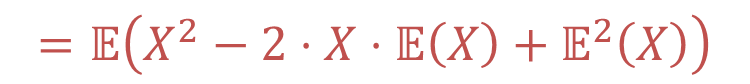 = 𝔼(X² − 2 · X · 𝔼(X) + 𝔼²(X))